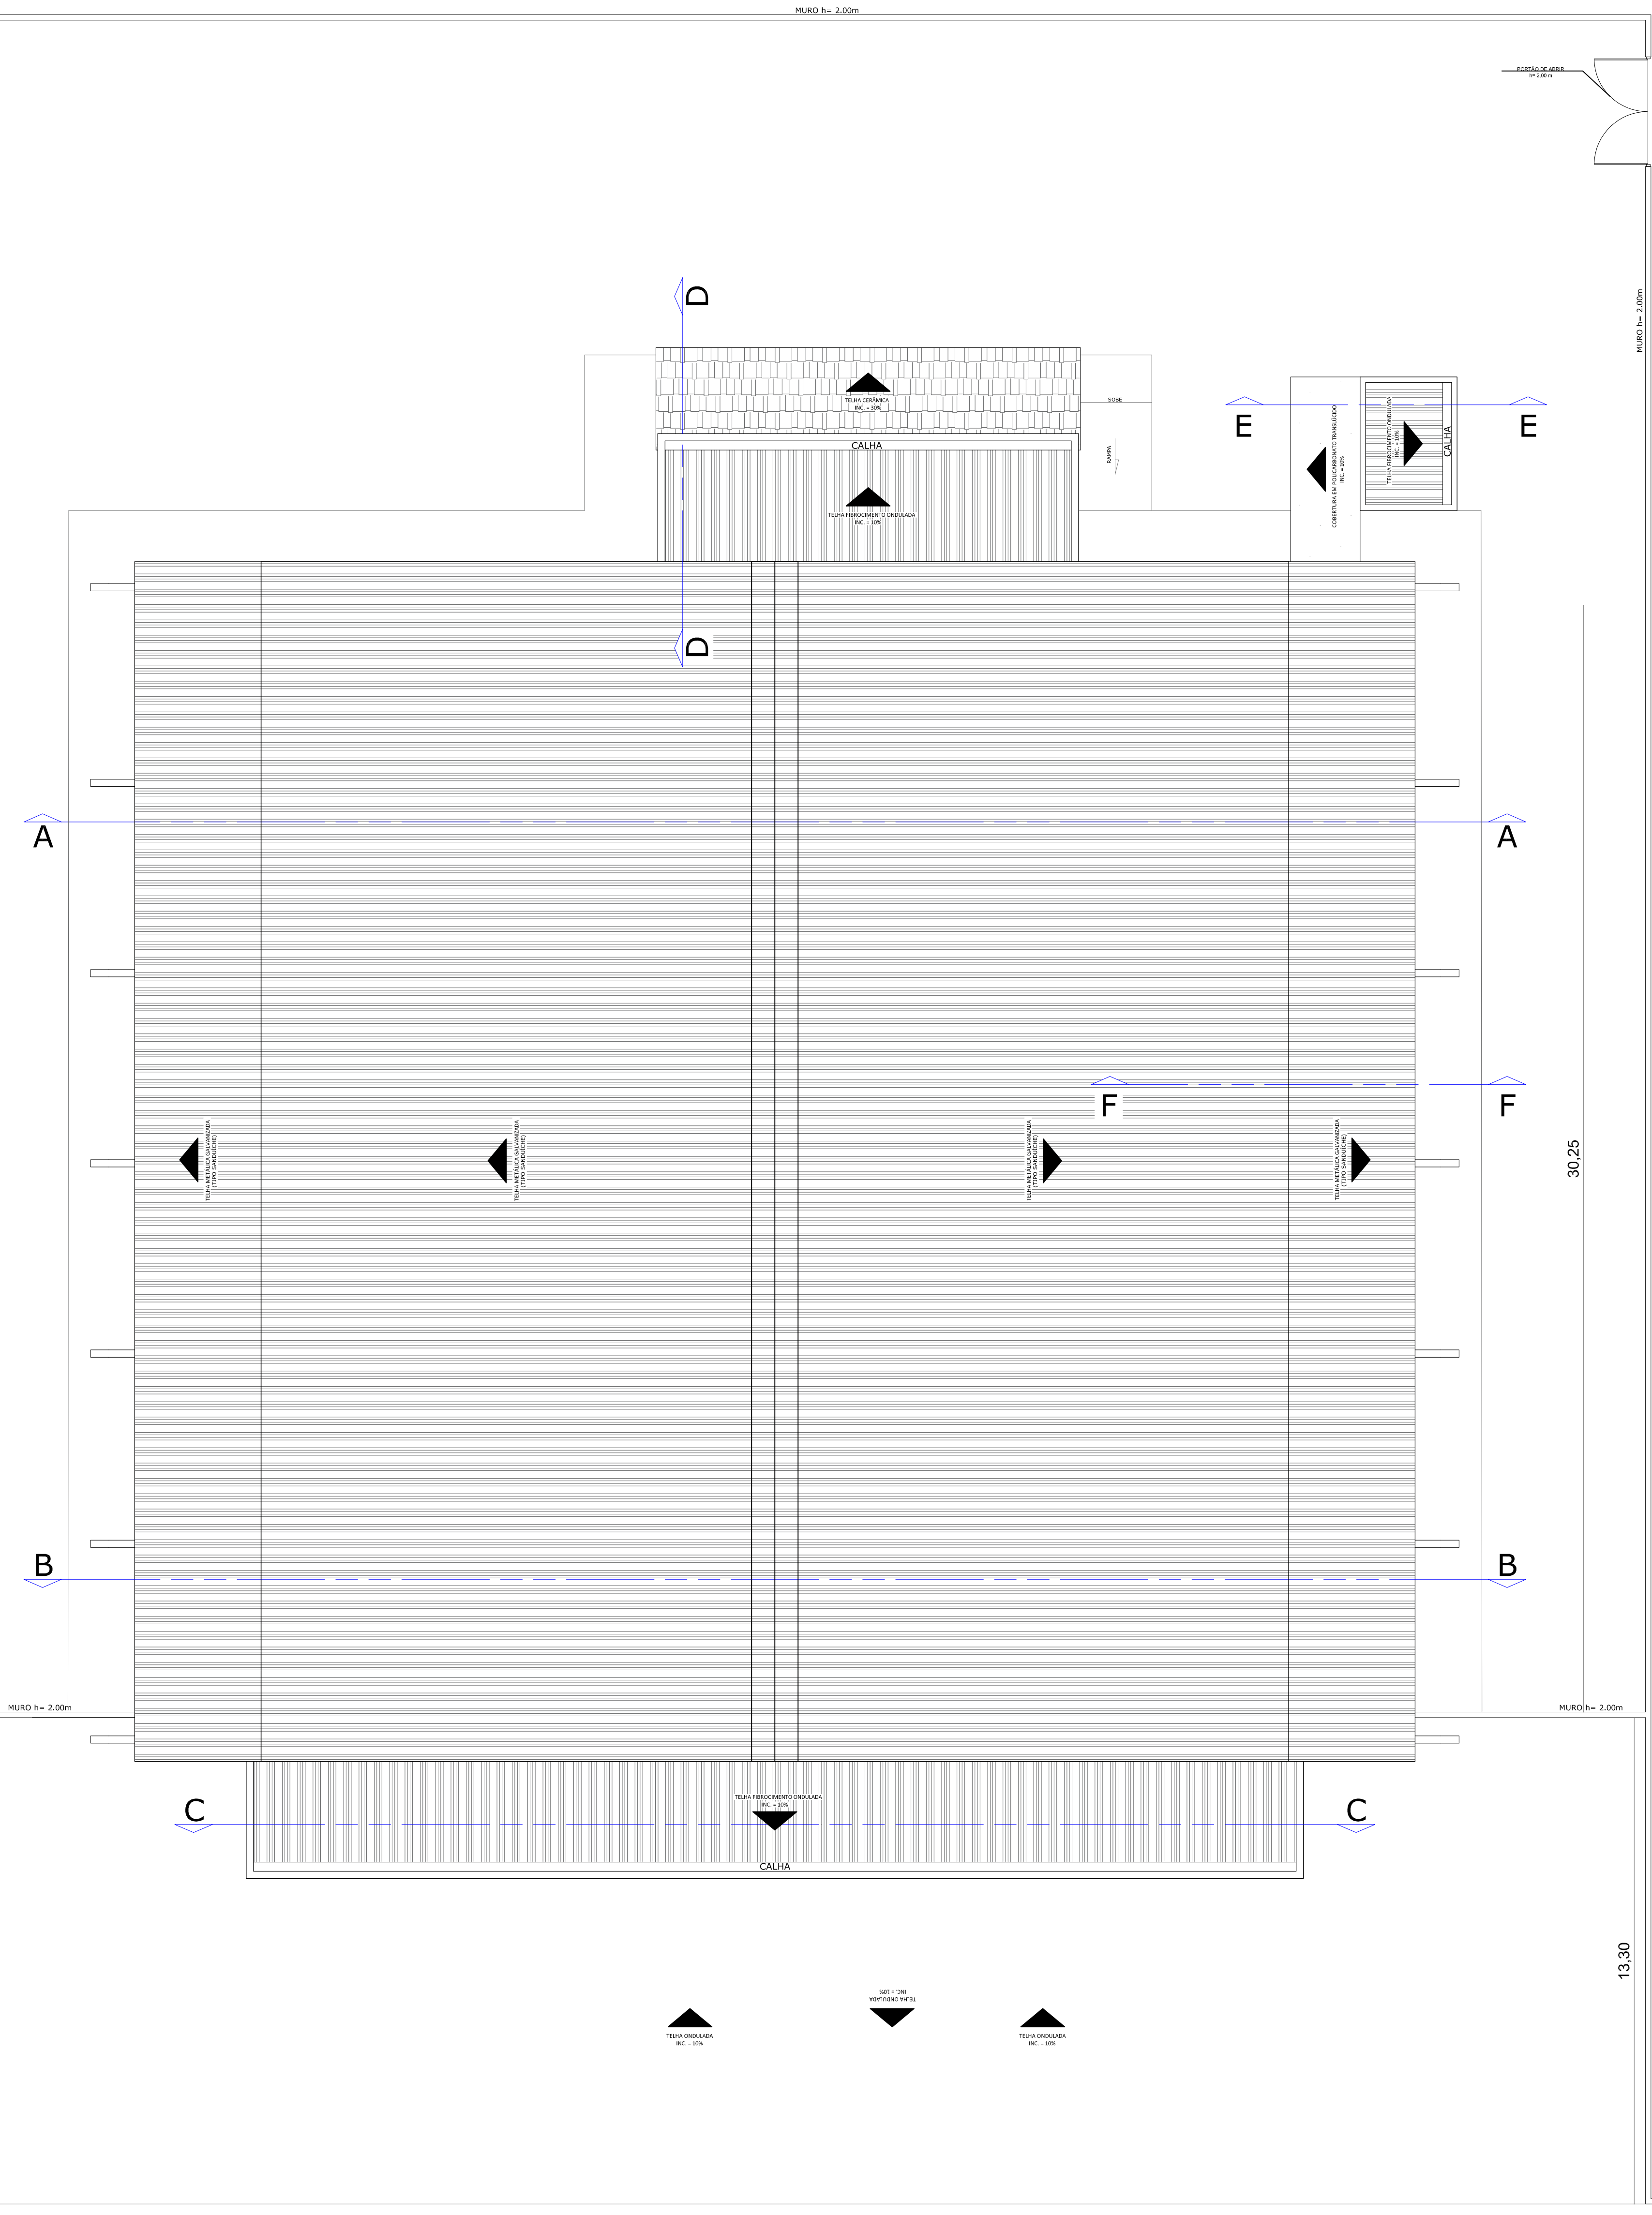 MURO h= 2.00m
PORTÃO DE ABRIR
h= 2,00 m
MURO h= 2.00m
D
TELHA CERÂMICA
INC. = 30%
SOBE
E
E
CALHA
RAMPA
COBERTURA EM POLICARBONATO TRANSLÚCIDO
INC. = 10%
TELHA FIBROCIMENTO ONDULADA
INC. = 10%
CALHA
TELHA FIBROCIMENTO ONDULADA
INC. = 10%
D
A
A
F
F
TELHA METÁLICA GALVANIZADA
(TIPO SANDUÍCHE)
TELHA METÁLICA GALVANIZADA
(TIPO SANDUÍCHE)
TELHA METÁLICA GALVANIZADA
(TIPO SANDUÍCHE)
TELHA METÁLICA GALVANIZADA
(TIPO SANDUÍCHE)
30,25
B
B
MURO h= 2.00m
MURO h= 2.00m
TELHA FIBROCIMENTO ONDULADA
INC. = 10%
C
C
CALHA
13,30
TELHA ONDULADA
INC. = 10%
TELHA ONDULADA
INC. = 10%
TELHA ONDULADA
INC. = 10%